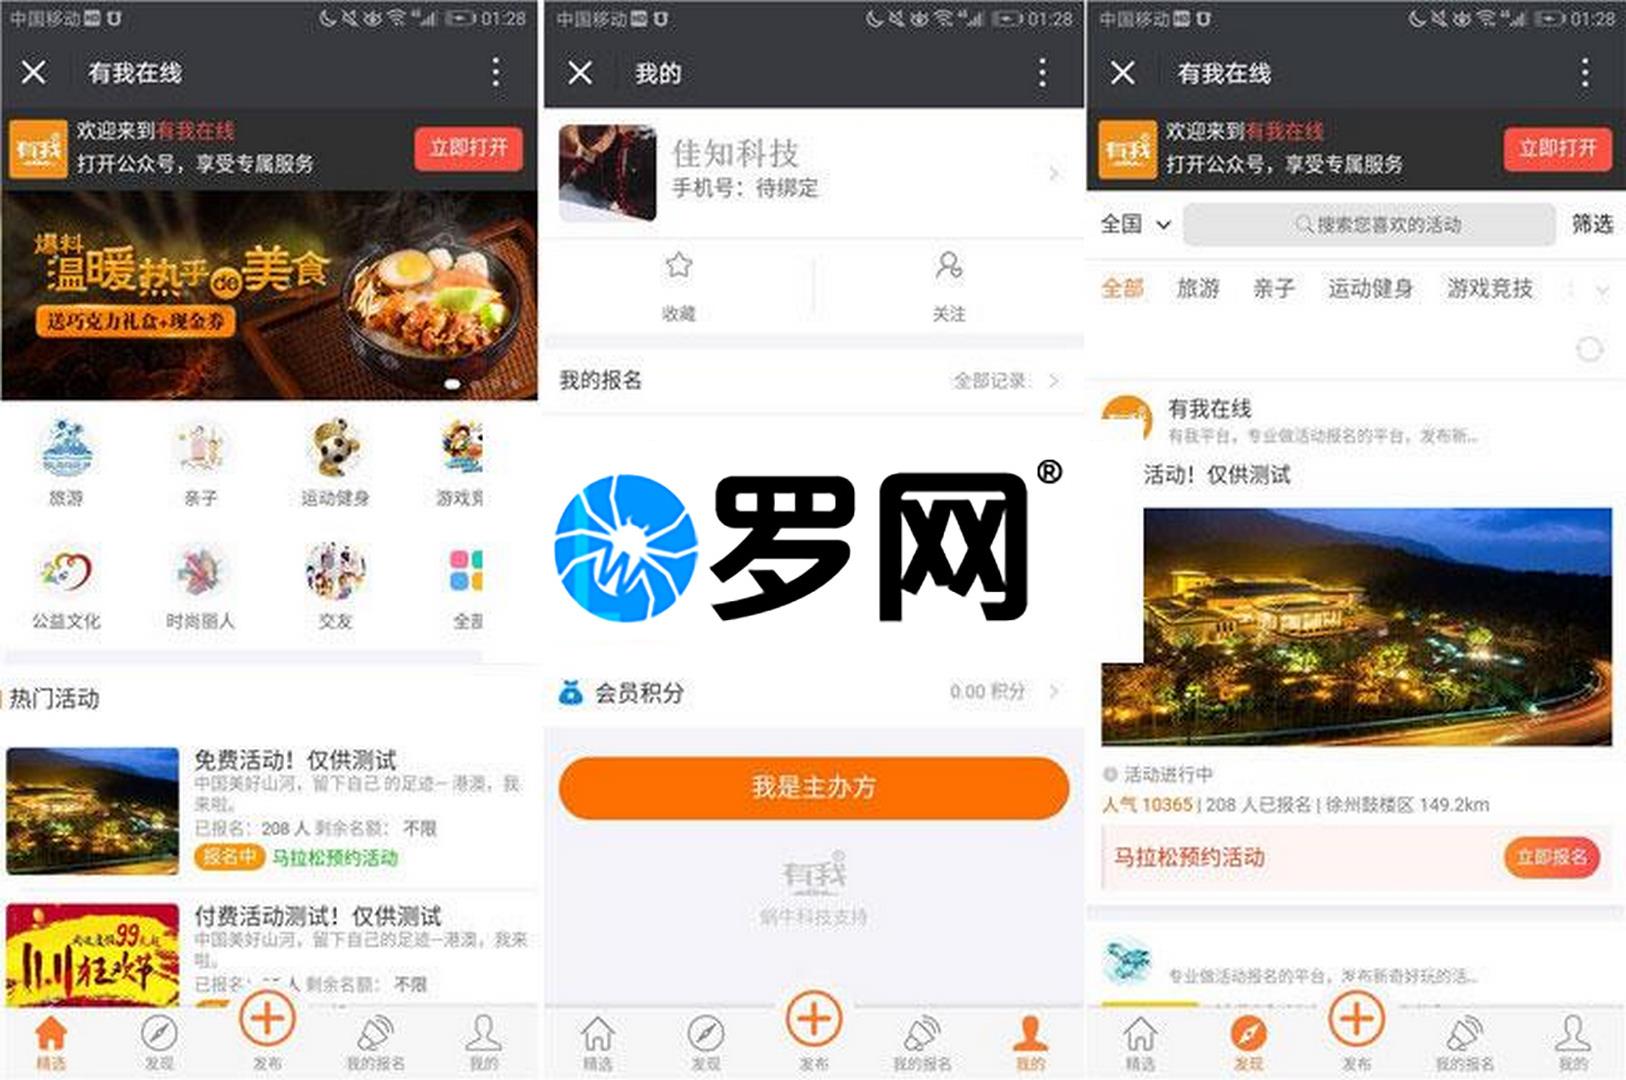 中国移动 HD 01:28
有我在线
有我
欢迎来到有我在线
打开公众号，享受专属服务
立即打开
爆料
温暖热乎de美食
送巧克力礼盒+现金券
旅游 亲子 运动健身 游戏竞
公益文化 时尚丽人 交友 全部
热门活动
免费活动！仅供测试
中国美好山河，留下自己的足迹—港澳，我
来啦。
已报名：208 人 剩余名额： 不限
报名中 马拉松预约活动
付费活动测试！仅供测试
中国美好山河，留下自己的足迹—港澳，我来
啦。
已报名： 人 剩余名额： 不限
99元起
11.11狂欢节
精选 发现 发布 我的报名 我的
中国移动 HD 01:28
我的
佳知科技
手机号：待绑定
收藏 关注
我的报名 全部记录
罗网®
会员积分 0.00 积分
我是主办方
有我
蜗牛科技支持
精选 发现 发布 我的报名 我的
中国移动 HD 01:28
有我在线
有我
欢迎来到有我在线
打开公众号，享受专属服务
立即打开
全国 搜索您喜欢的活动 筛选
全部 旅游 亲子 运动健身 游戏竞技
有我在线
有我平台，专业做活动报名的平台，发布新...
活动！仅供测试
活动进行中
人气 10365 | 208 人已报名 | 徐州鼓楼区 149.2km
马拉松预约活动 立即报名
专业做活动报名的平台，发布新奇好玩的活...
精选 发现 发布 我的报名 我的